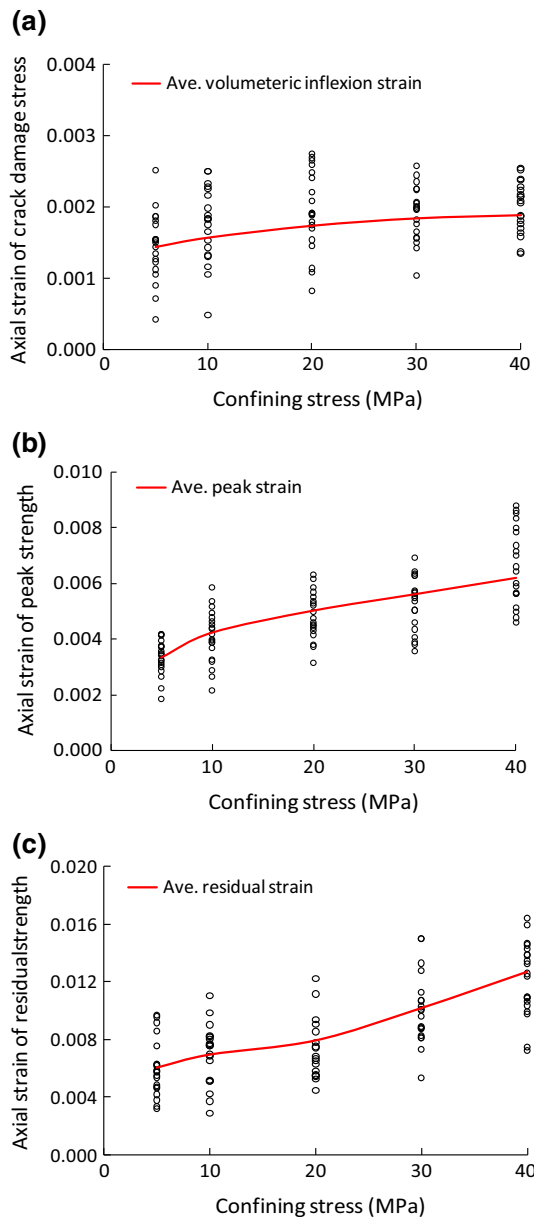 (a)
0.004
Ave. volumeteric inflexion strain
0.003
0.002
0.001
0.000
Axial strain of crack damage stress
0 10 20 30 40
Confining stress (MPa)
(b)
0.010
Ave. peak strain
0.008
0.006
0.004
0.002
0.000
Axial strain of peak strength
0 10 20 30 40
Confining stress (MPa)
(c)
0.020
Ave. residual strain
0.016
0.012
0.008
0.004
0.000
Axial strain of residualstrength
0 10 20 30 40
Confining stress (MPa)